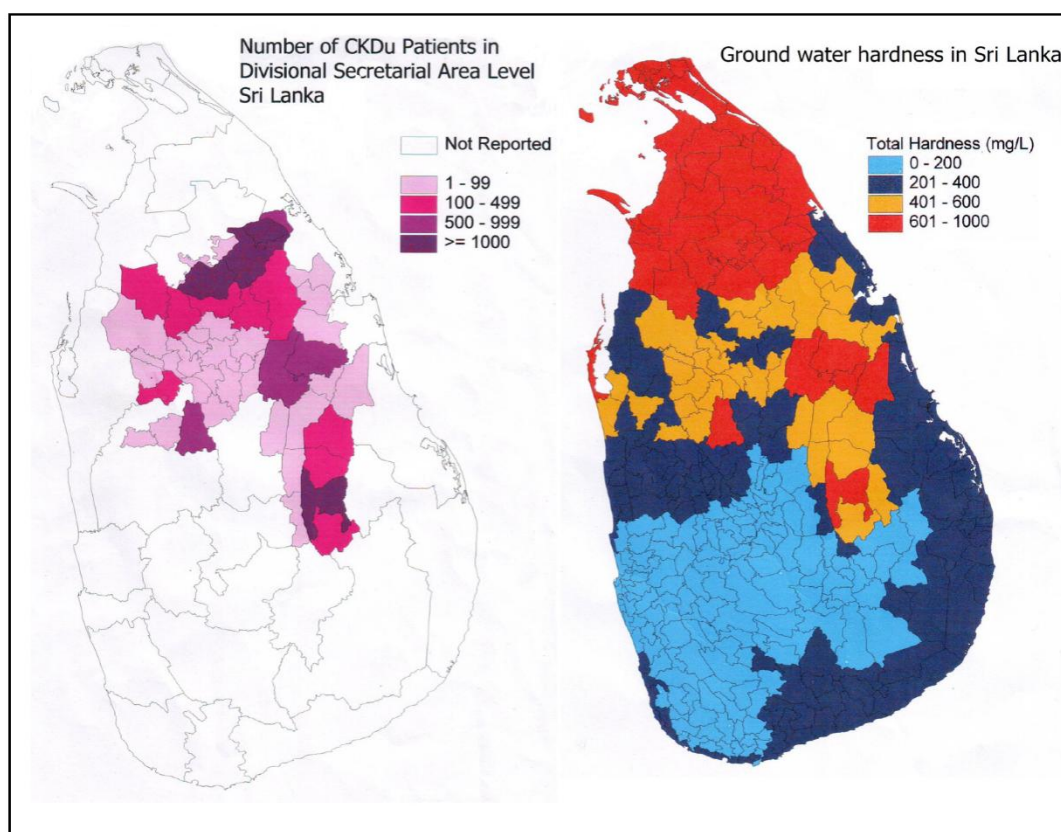 Number of CKDu Patients in
Divisional Secretarial Area Level
Sri Lanka
Not Reported
1 - 99
100 - 499
500 - 999
>= 1000
Ground water hardness in Sri Lanka
Total Hardness (mg/L)
0 - 200
201 - 400
401 - 600
601 - 1000